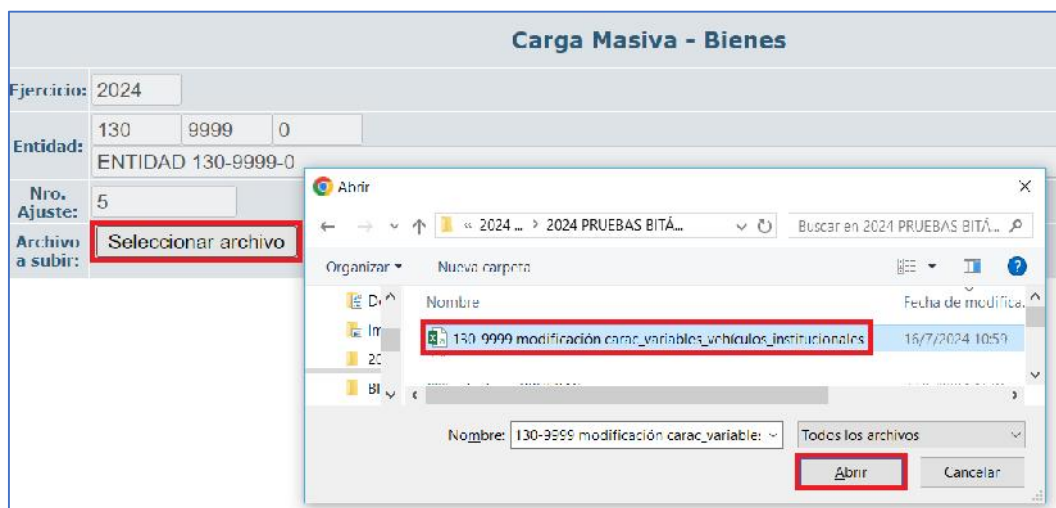 Carga Masiva - Bienes
Ejercicio: 2024
Entidad: 130 9999 0
ENTIDAD 130-9999-0
Nro. Ajuste: 5
Archivo a subir: Seleccionar archivo
Abrir
« 2024 ... > 2024 PRUEBAS BITÁ...
Buscar en 2024 PRUEBAS BITÁ...
Organizar
Nueva carpeta
Nombre
Fecha de modifica
130-9999 modificación carac_variables_vehículos_institucionales
16/7/2024 10:59
Nombre: 130-9999 modificación carac_variable:
Todos los archivos
Abrir
Cancelar